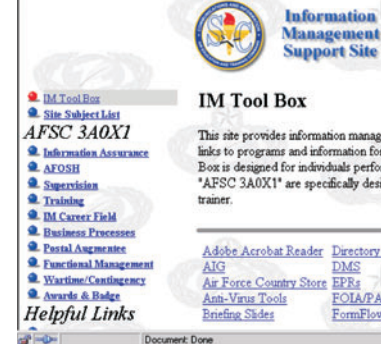 Information
Management
Support Site
IM Tool Box
Site Subject List
AFSC 3A0X1
Information Assurance
AFOSH
Supervision
Training
IM Career Field
Business Processes
Postal Augmentee
Functional Management
Wartime/Contingency
Awards & Badge
Helpful Links
IM Tool Box
This site provides information manag
links to programs and information fo
Box is designed for individuals perfo
"AFSC 3A0X1" are specifically desi
trainer.
Adobe Acrobat Reader Directory
AIG DMS
Air Force Country Store EPRs
Anti-Virus Tools FOIA/PA
Briefing Slides FormFlow
Document: Done